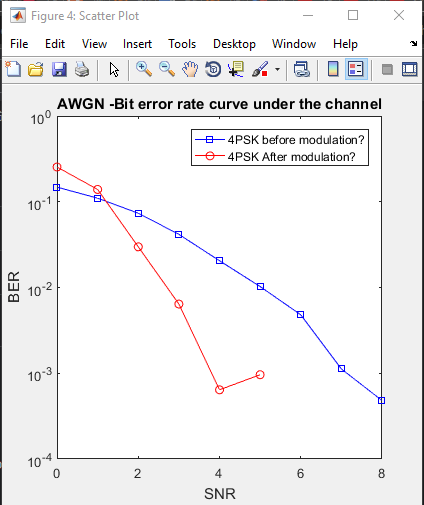 Figure 4: Scatter Plot
File Edit View Insert Tools Desktop Window Help
AWGN -Bit error rate curve under the channel
4PSK before modulation?
4PSK After modulation?
10^0
10^-1
10^-2
10^-3
10^-4
BER
0 2 4 6 8
SNR